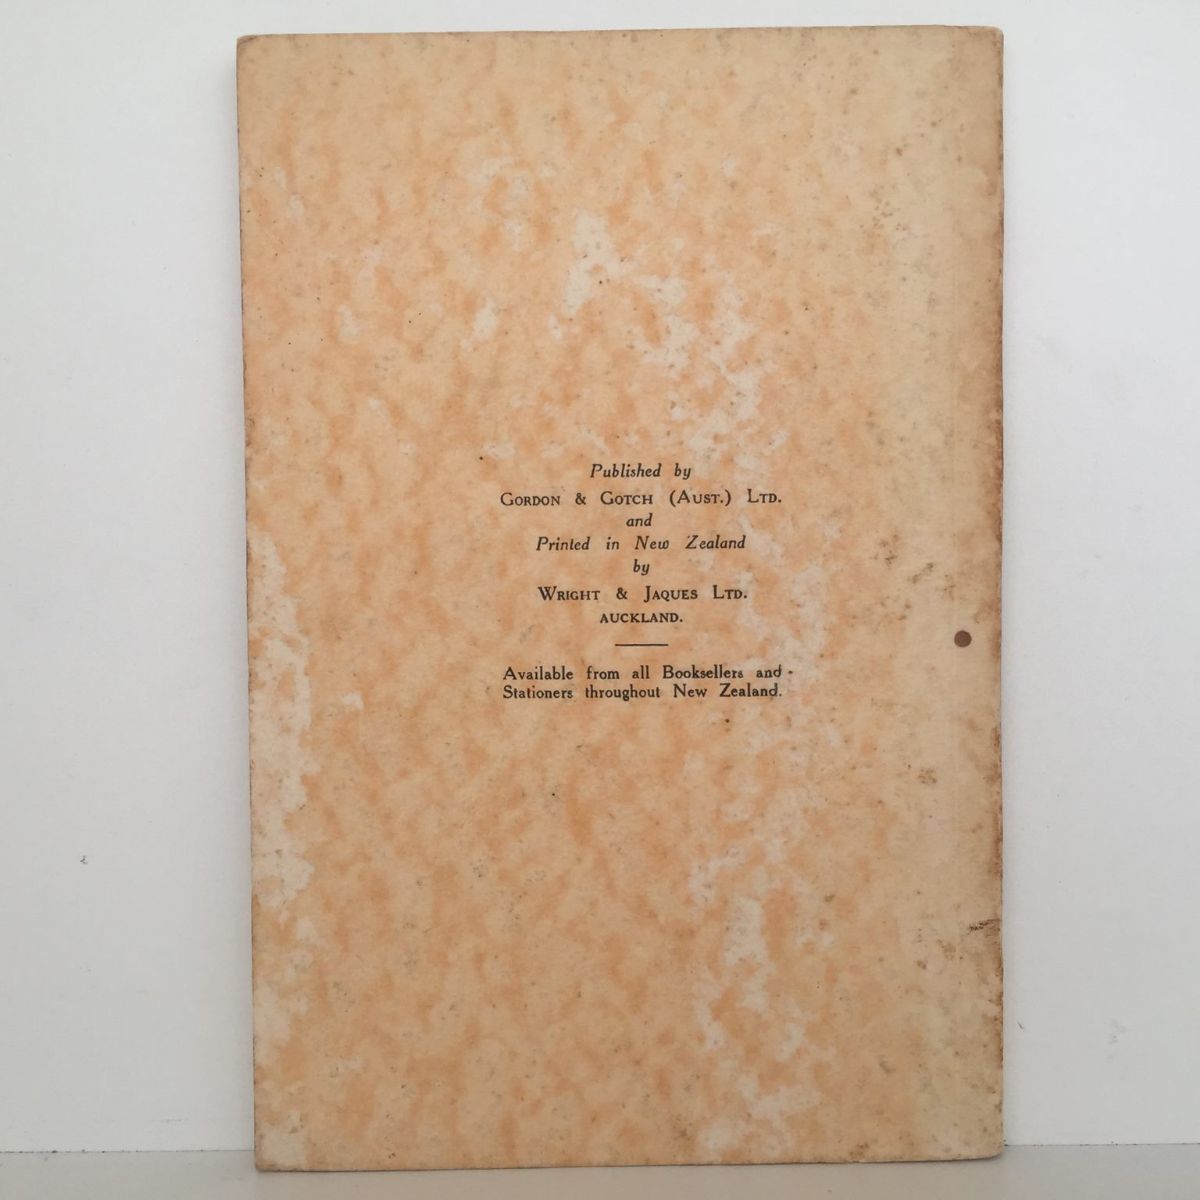 Published by
Gordon & Gotch (Aust.) Ltd.
and
Printed in New Zealand
by
Wright & Jaques Ltd.
AUCKLAND.
Available from all Booksellers and
Stationers throughout New Zealand.